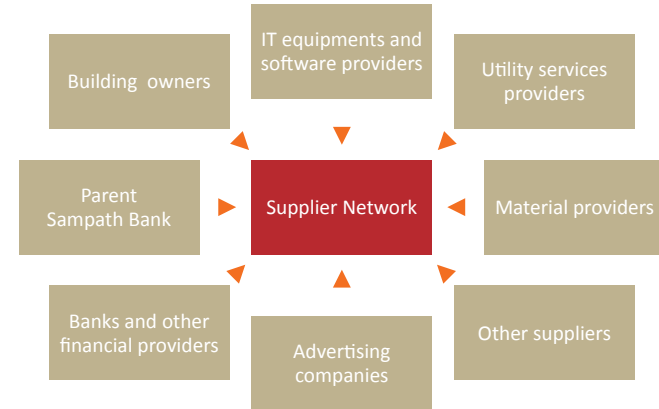 IT equipments and
software providers
Building owners
Utility services
providers
Parent
Sampath Bank
Supplier Network
Material providers
Banks and other
financial providers
Advertising
companies
Other suppliers